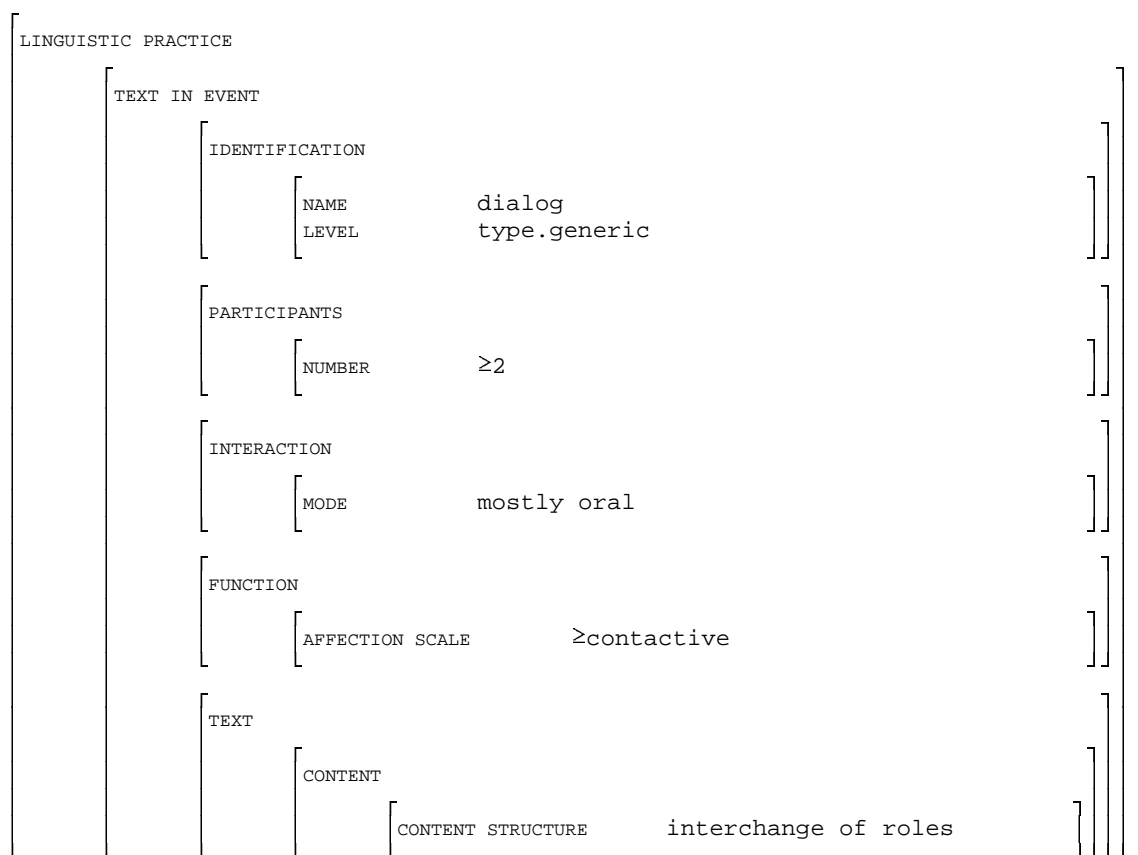 LINGUISTIC PRACTICE
TEXT IN EVENT
IDENTIFICATION
NAME dialog
LEVEL type.generic
PARTICIPANTS
NUMBER ≥2
INTERACTION
MODE mostly oral
FUNCTION
AFFECTION SCALE ≥contactive
TEXT
CONTENT
CONTENT STRUCTURE interchange of roles